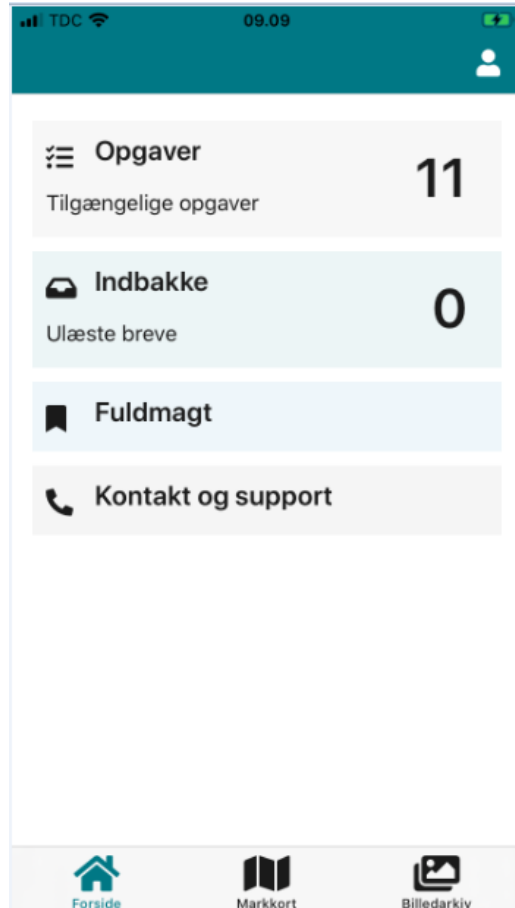 TDC 09.09
Opgaver
11
Tilgængelige opgaver
Indbakke
0
Ulæste breve
Fuldmagt
Kontakt og support
Forside Markkort Billedarkiv